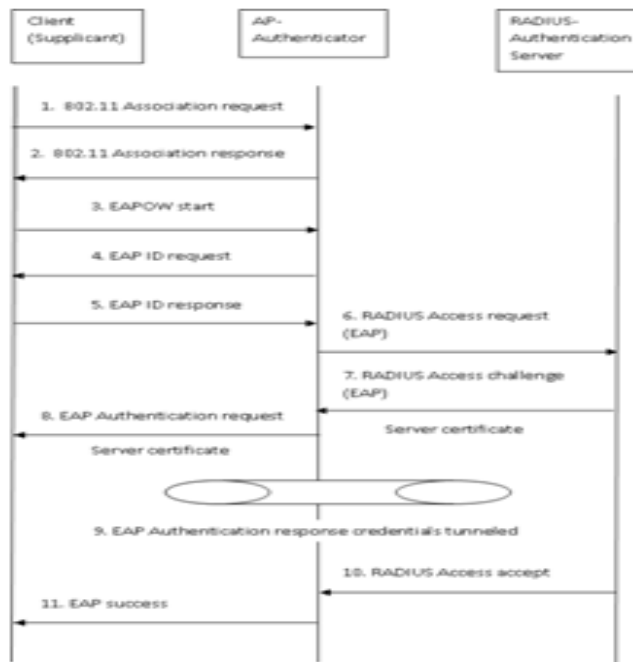 Client
(Supplicant)
AP-
Authenticator
RADIUS-
Authentication
Server
1. 802.11 Association request
2. 802.11 Association response
3. EAPOW start
4. EAP ID request
5. EAP ID response
6. RADIUS Access request
(EAP)
7. RADIUS Access challenge
(EAP)
8. EAP Authentication request
Server certificate
Server certificate
9. EAP Authentication response credentials tunneled
10. RADIUS Access accept
11. EAP success